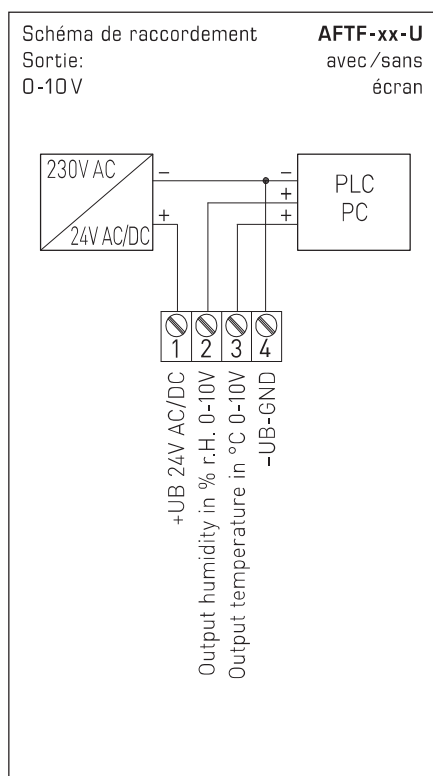 Schéma de raccordement AFTF-xx-U
Sortie: avec/sans
0-10V écran
230V AC
24V AC/DC
−
+
−
+
+
PLC
PC
1 2 3 4
+UB 24V AC/DC
Output humidity in % r.H. 0-10V
Output temperature in °C 0-10V
−UB-GND